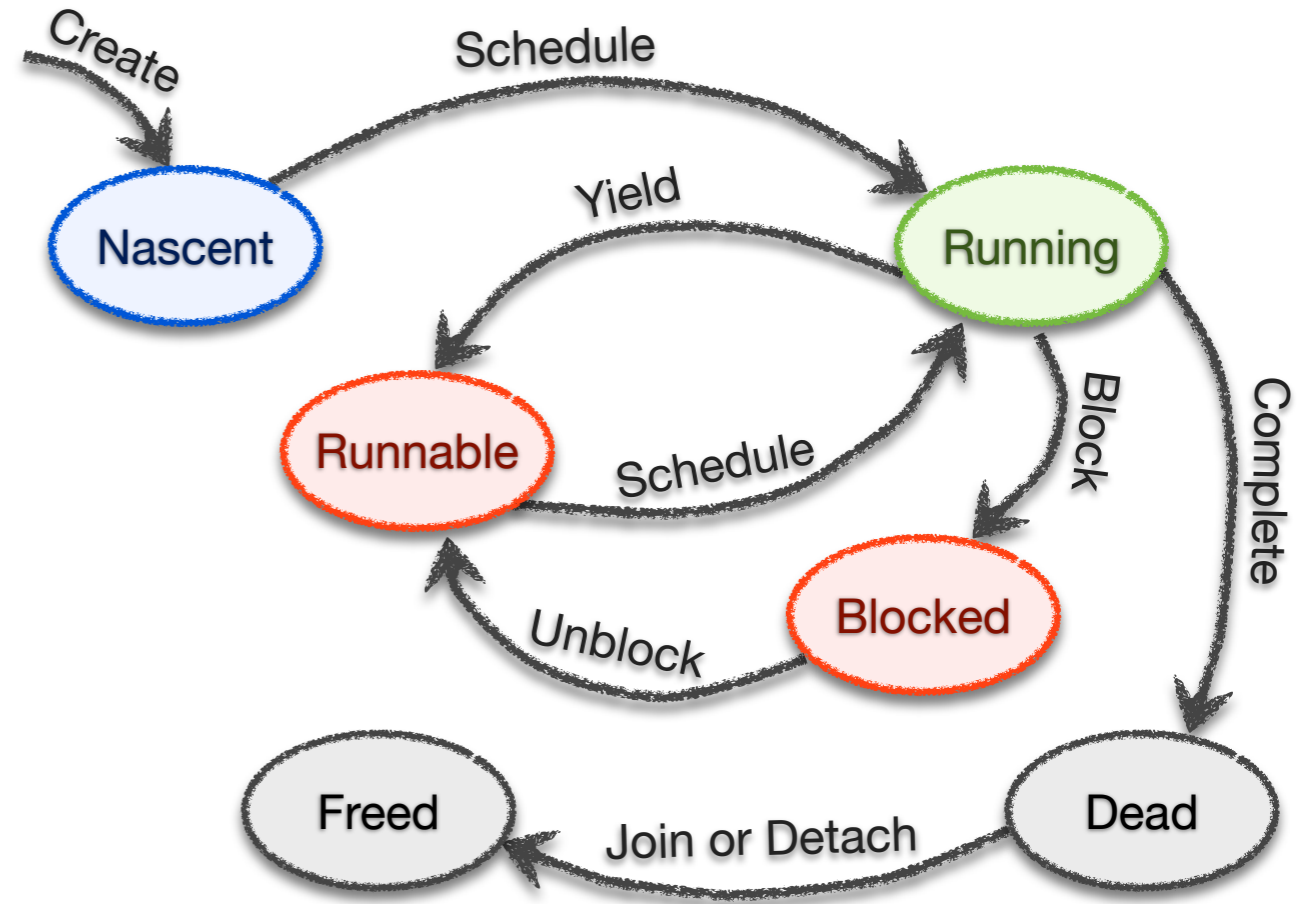 Create
Schedule
Nascent
Yield
Running
Runnable
Schedule
Block
Complete
Unblock
Blocked
Freed
Join or Detach
Dead